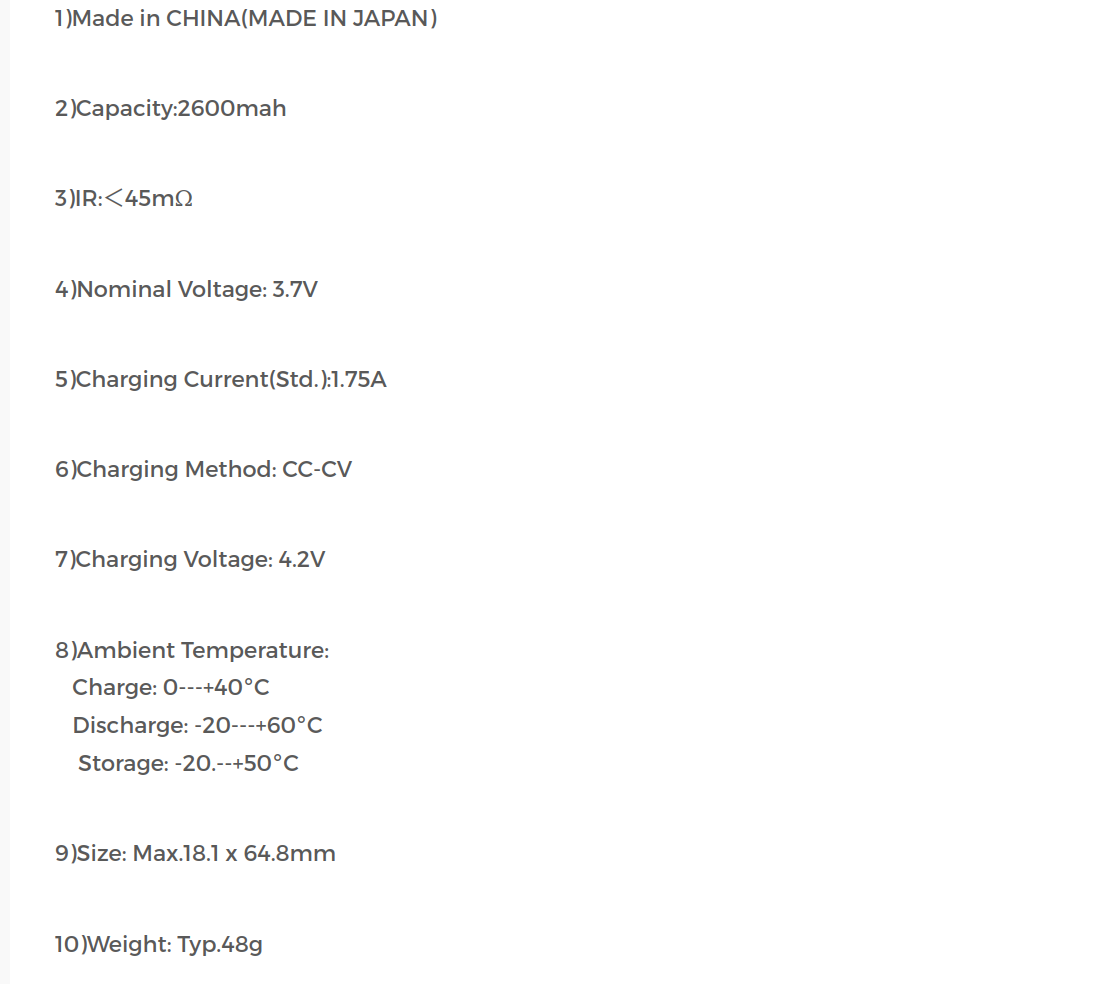 1)Made in CHINA(MADE IN JAPAN)
2)Capacity:2600mah
3)IR:＜45mΩ
4)Nominal Voltage: 3.7V
5)Charging Current(Std.):1.75A
6)Charging Method: CC-CV
7)Charging Voltage: 4.2V
8)Ambient Temperature:
Charge: 0---+40°C
Discharge: -20---+60°C
Storage: -20.--+50°C
9)Size: Max.18.1 x 64.8mm
10)Weight: Typ.48g